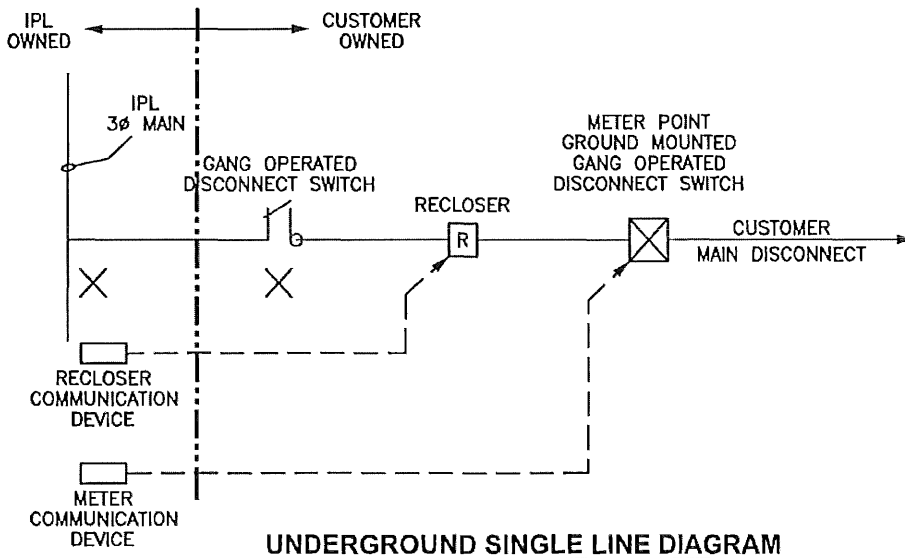 IPL
OWNED
CUSTOMER
OWNED
IPL
3ø MAIN
GANG OPERATED
DISCONNECT SWITCH
RECLOSER
R
METER POINT
GROUND MOUNTED
GANG OPERATED
DISCONNECT SWITCH
CUSTOMER
MAIN DISCONNECT
RECLOSER
COMMUNICATION
DEVICE
METER
COMMUNICATION
DEVICE
UNDERGROUND SINGLE LINE DIAGRAM